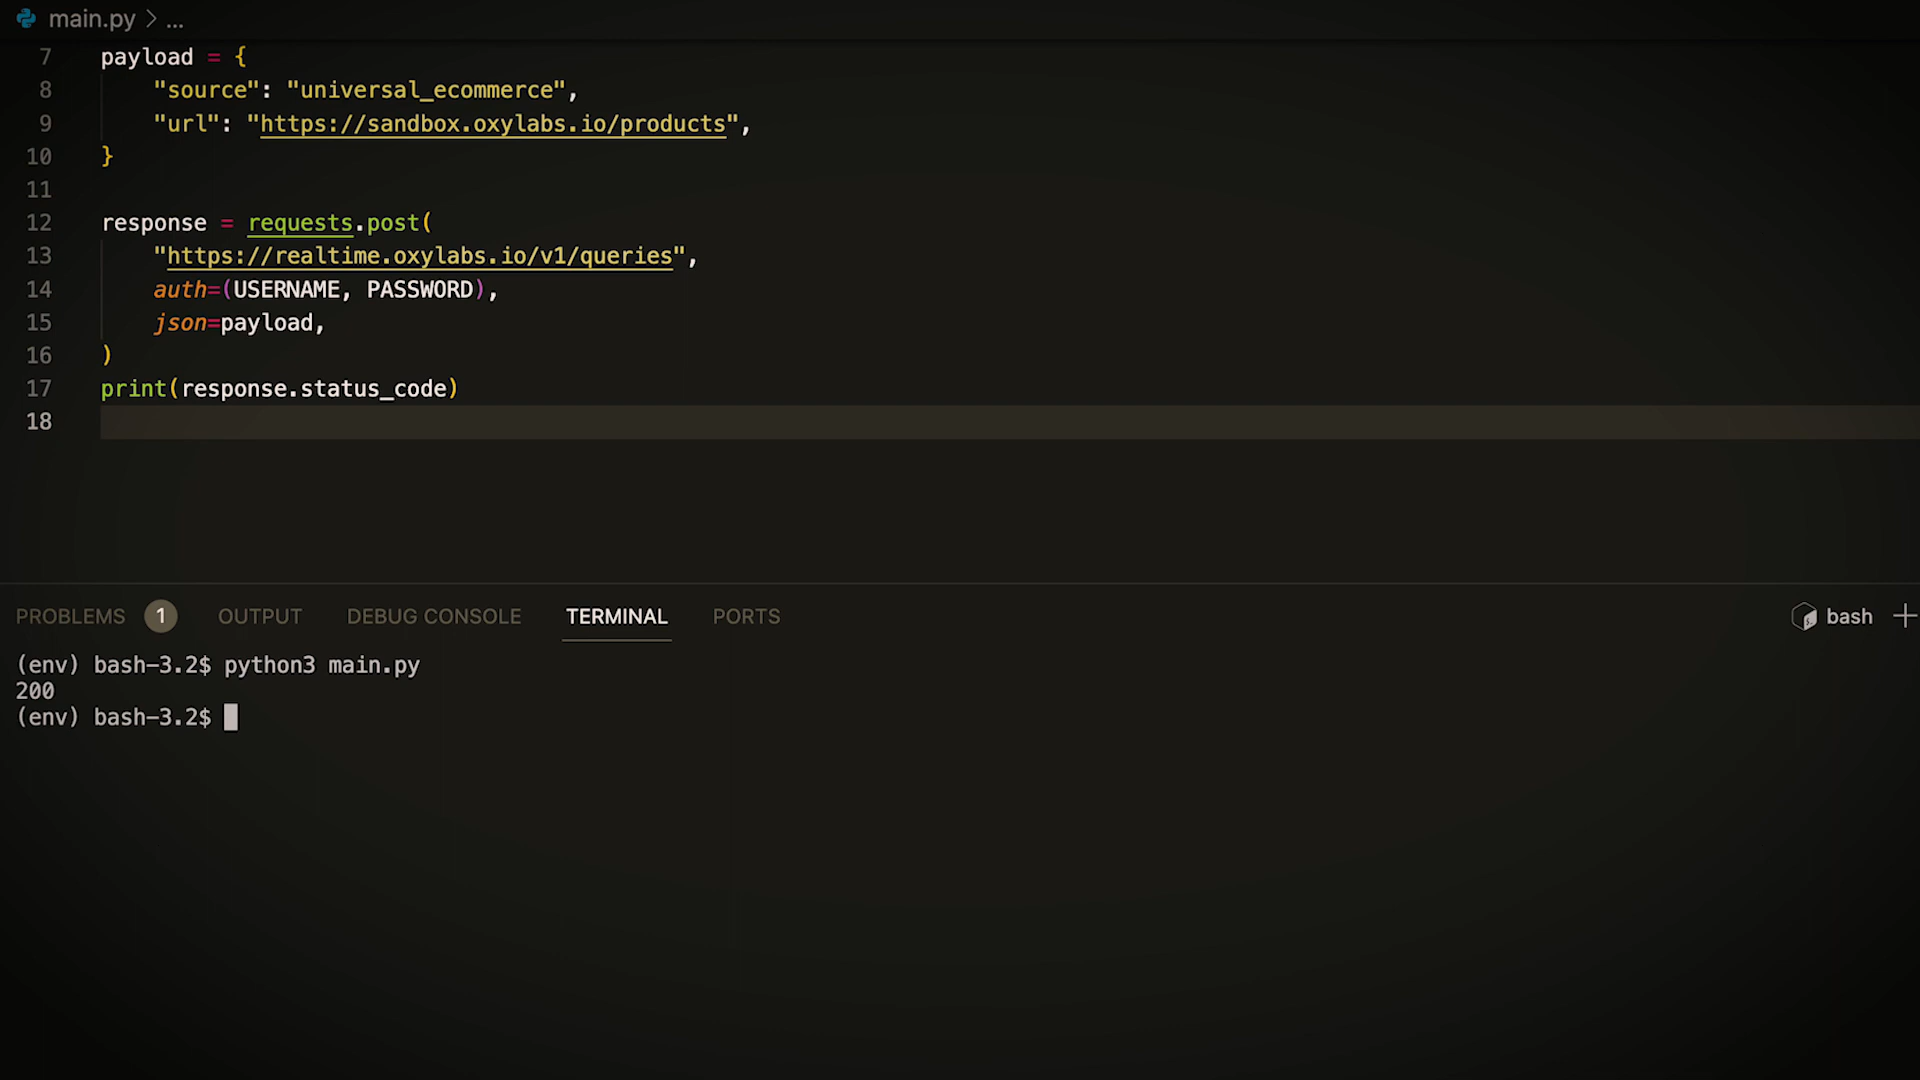 main.py > ...
7 payload = {
8 "source": "universal_ecommerce",
9 "url": "https://sandbox.oxylabs.io/products",
10 }
11
12 response = requests.post(
13 "https://realtime.oxylabs.io/v1/queries",
14 auth=(USERNAME, PASSWORD),
15 json=payload,
16 )
17 print(response.status_code)
18
PROBLEMS 1 OUTPUT DEBUG CONSOLE TERMINAL PORTS bash +
(env) bash-3.2$ python3 main.py
200
(env) bash-3.2$